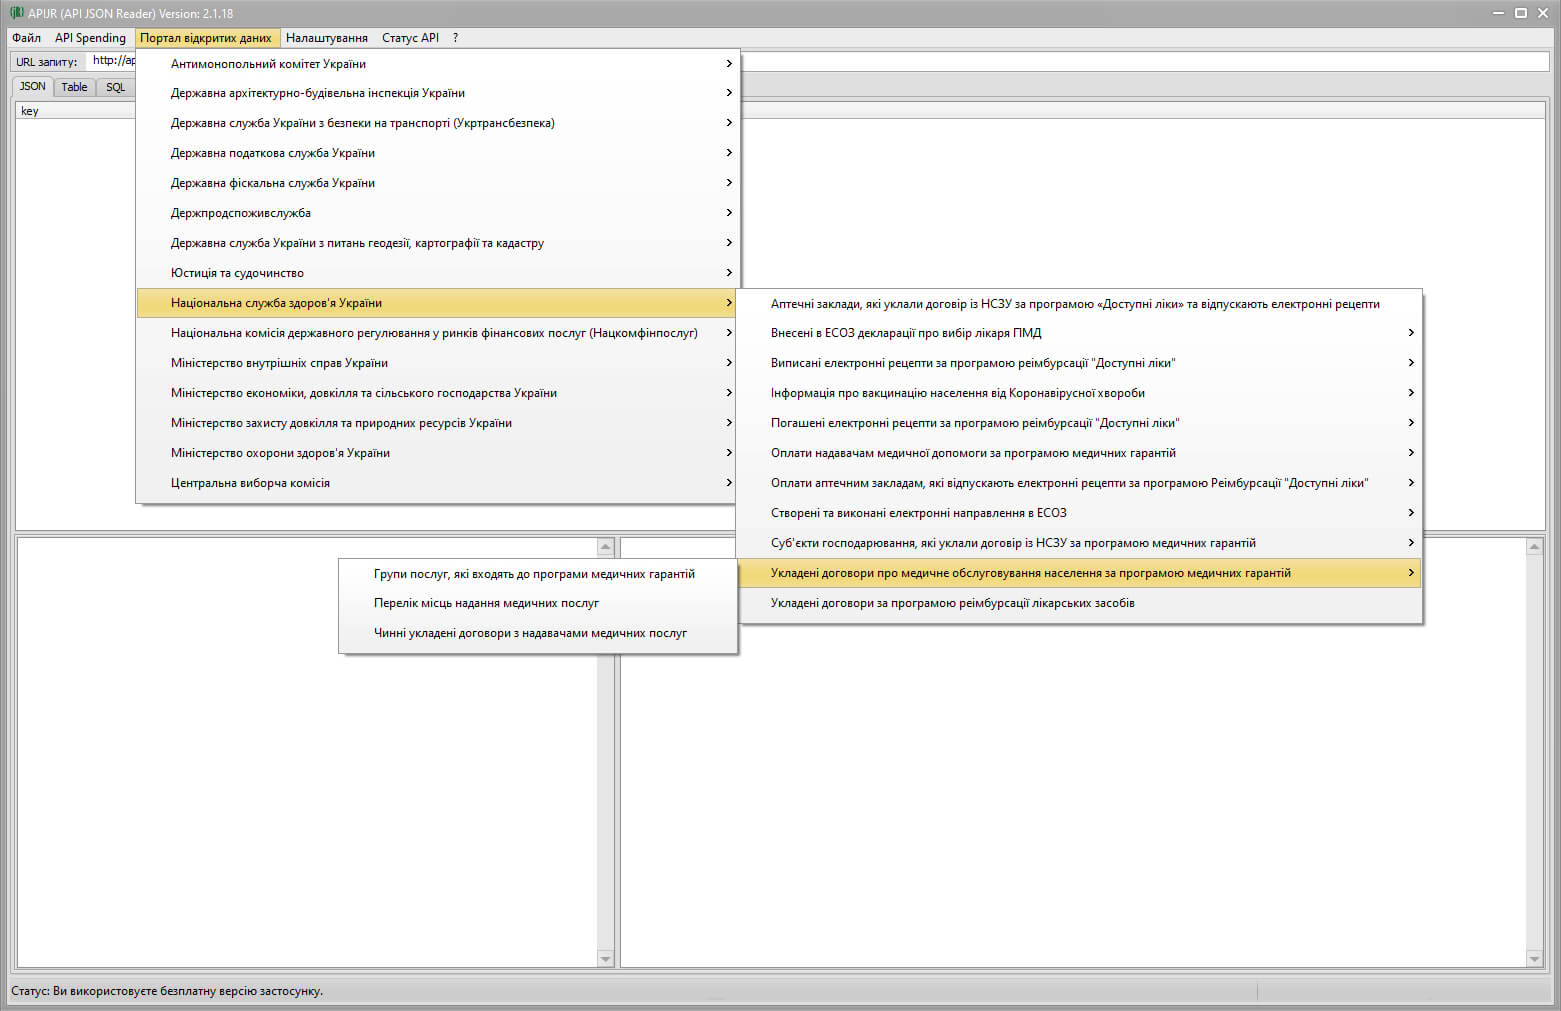 APIJR (API JSON Reader) Version: 2.1.18
Файл API Spending Портал відкритих даних Налаштування Статус API ?
URL запиту: http://ap
JSON Table SQL
key
Антимонопольний комітет України
Державна архітектурно-будівельна інспекція України
Державна служба України з безпеки на транспорті (Укртрансбезпека)
Державна податкова служба України
Державна фіскальна служба України
Держпродспоживслужба
Державна служба України з питань геодезії, картографії та кадастру
Юстиція та судочинство
Національна служба здоров'я України
Національна комісія державного регулювання у ринків фінансових послуг (Нацкомфінпослуг)
Міністерство внутрішніх справ України
Міністерство економіки, довкілля та сільського господарства України
Міністерство захисту довкілля та природних ресурсів України
Міністерство охорони здоров'я України
Центральна виборча комісія
Аптечні заклади, які уклали договір із НСЗУ за програмою «Доступні ліки» та відпускають електронні рецепти
Внесені в ЕСОЗ декларації про вибір лікаря ПМД
Виписані електронні рецепти за програмою реімбурсації "Доступні ліки"
Інформація про вакцинацію населення від Коронавірусної хвороби
Погашені електронні рецепти за програмою реімбурсації "Доступні ліки"
Оплати надавачам медичної допомоги за програмою медичних гарантій
Оплати аптечним закладам, які відпускають електронні рецепти за програмою Реімбурсації "Доступні ліки"
Створені та виконані електронні направлення в ЕСОЗ
Суб'єкти господарювання, які уклали договір із НСЗУ за програмою медичних гарантій
Укладені договори про медичне обслуговування населення за програмою медичних гарантій
Укладені договори за програмою реімбурсації лікарських засобів
Групи послуг, які входять до програми медичних гарантій
Перелік місць надання медичних послуг
Чинні укладені договори з надавачами медичних послуг
Статус: Ви використовуєте безплатну версію застосунку.